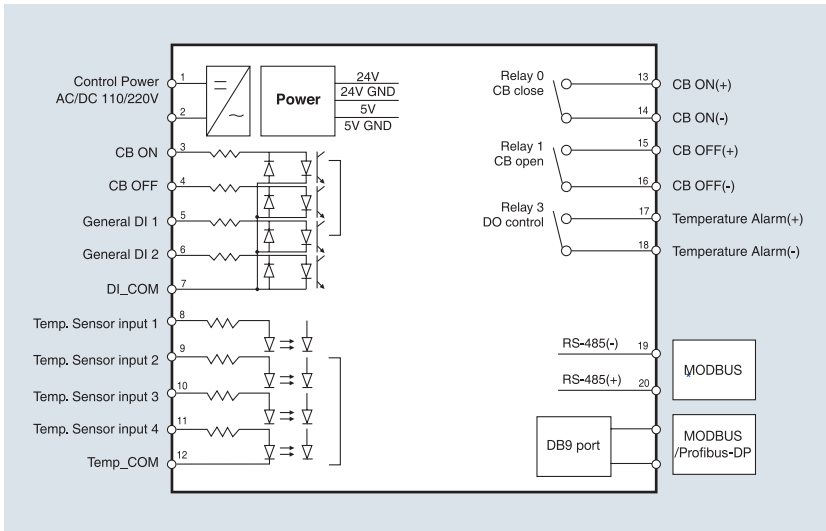 Control Power
AC/DC 110/220V
1
2
Power
24V
24V GND
5V
5V GND
CB ON
3
CB OFF
4
General DI 1
5
General DI 2
6
DI_COM
7
Temp. Sensor input 1
8
Temp. Sensor input 2
9
Temp. Sensor input 3
10
Temp. Sensor input 4
11
Temp_COM
12
Relay 0
CB close
13
CB ON(+)
14
CB ON(-)
Relay 1
CB open
15
CB OFF(+)
16
CB OFF(-)
Relay 3
DO control
17
Temperature Alarm(+)
18
Temperature Alarm(-)
RS-485(-)
19
RS-485(+)
20
MODBUS
*
DB9 port
MODBUS
/Profibus-DP